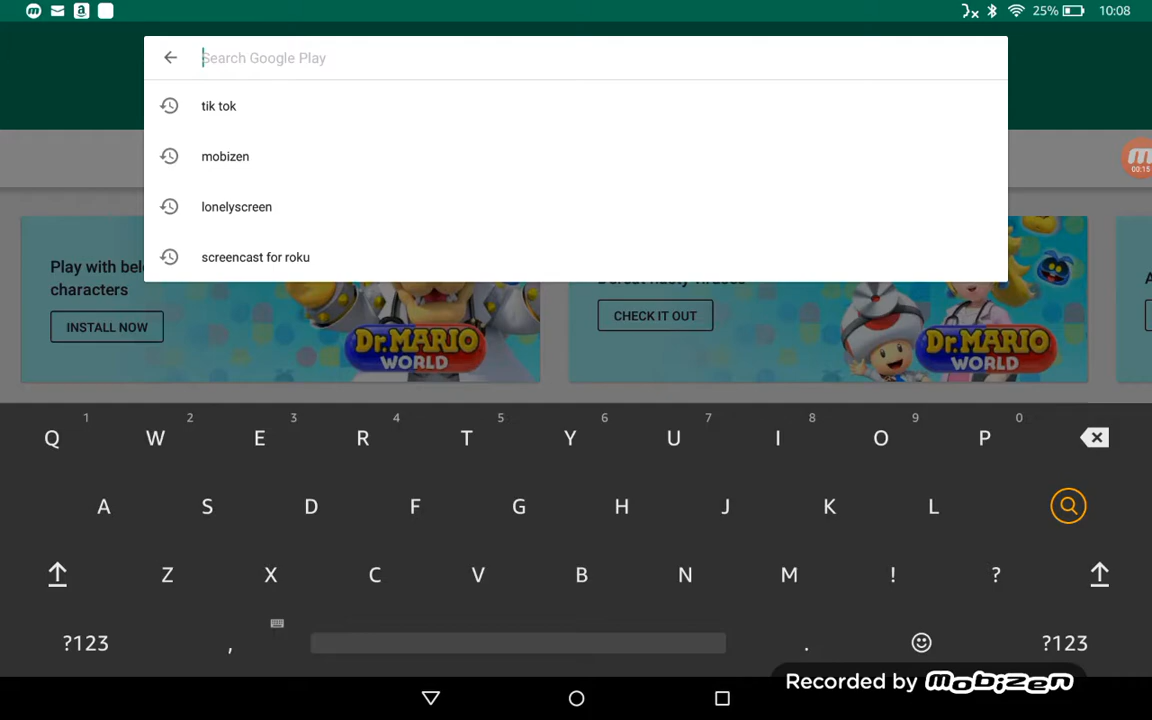 25% 10:08
Search Google Play
tik tok
mobizen
00:15
lonelyscreen
screencast for roku
Play with
characters
INSTALL NOW
CHECK IT OUT
Dr. MARIO WORLD
Dr. MARIO WORLD
1 2 3 4 5 6 7 8 9 0
Q W E R T Y U I O P
A S D F G H J K L
Z X C V B N M ! ?
?123 , . ?123
Recorded by mobizen